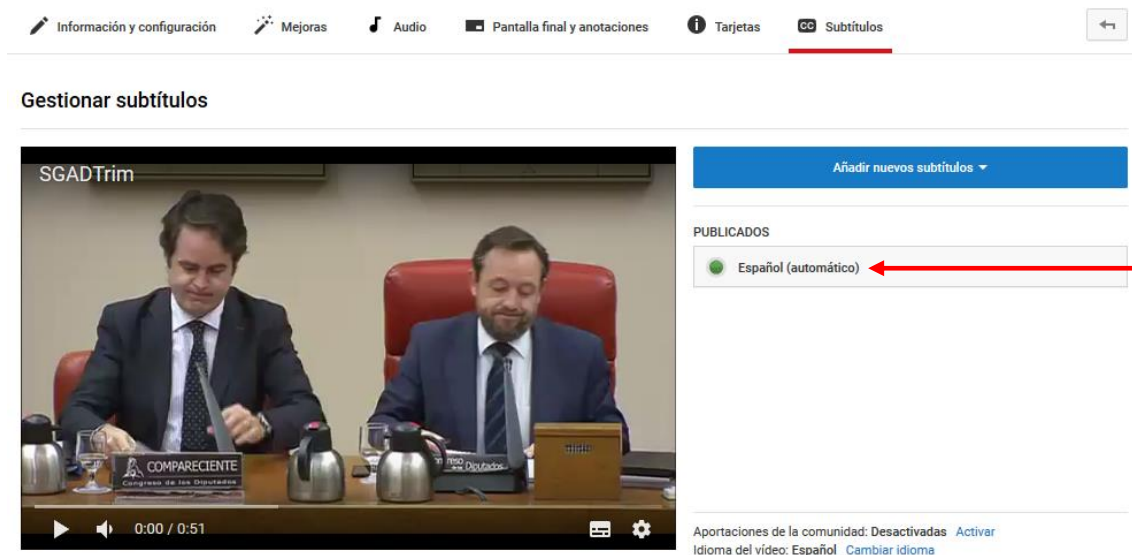 Información y configuración Mejoras Audio Pantalla final y anotaciones Tarjetas CC Subtítulos
Gestionar subtítulos
SGADTrim
Añadir nuevos subtítulos
PUBLICADOS
Español (automático)
COMPARECIENTE
Congreso de los Diputados
Diputados
0:00 / 0:51
Aportaciones de la comunidad: Desactivadas Activar
Idioma del vídeo: Español Cambiar idioma